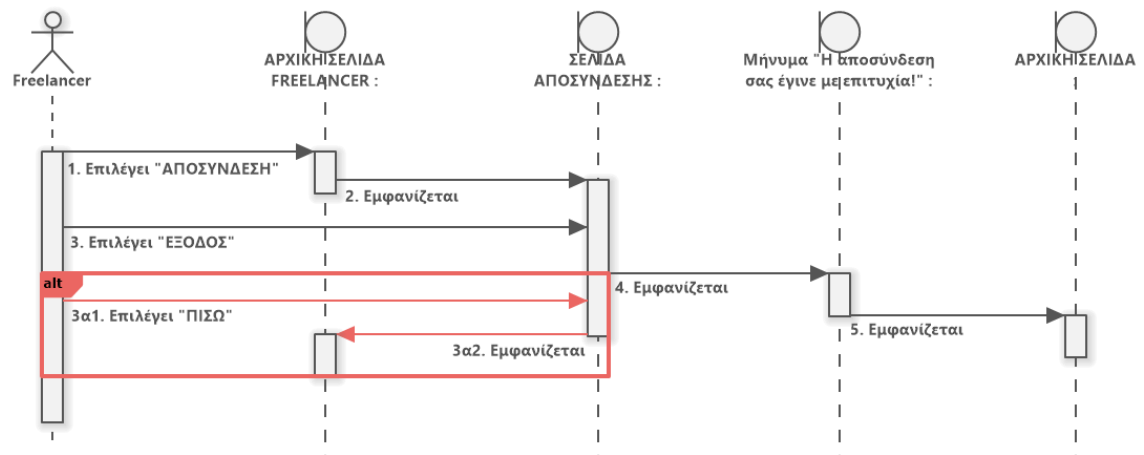 Freelancer
ΑΡΧΙΚΗ ΣΕΛΙΔΑ
FREELANCER :
ΣΕΛΙΔΑ
ΑΠΟΣΥΝΔΕΣΗΣ :
Μήνυμα "Η αποσύνδεση
σας έγινε με επιτυχία!" :
ΑΡΧΙΚΗ ΣΕΛΙΔΑ
1. Επιλέγει "ΑΠΟΣΥΝΔΕΣΗ"
2. Εμφανίζεται
3. Επιλέγει "ΕΞΟΔΟΣ"
alt
4. Εμφανίζεται
3α1. Επιλέγει "ΠΙΣΩ"
5. Εμφανίζεται
3α2. Εμφανίζεται